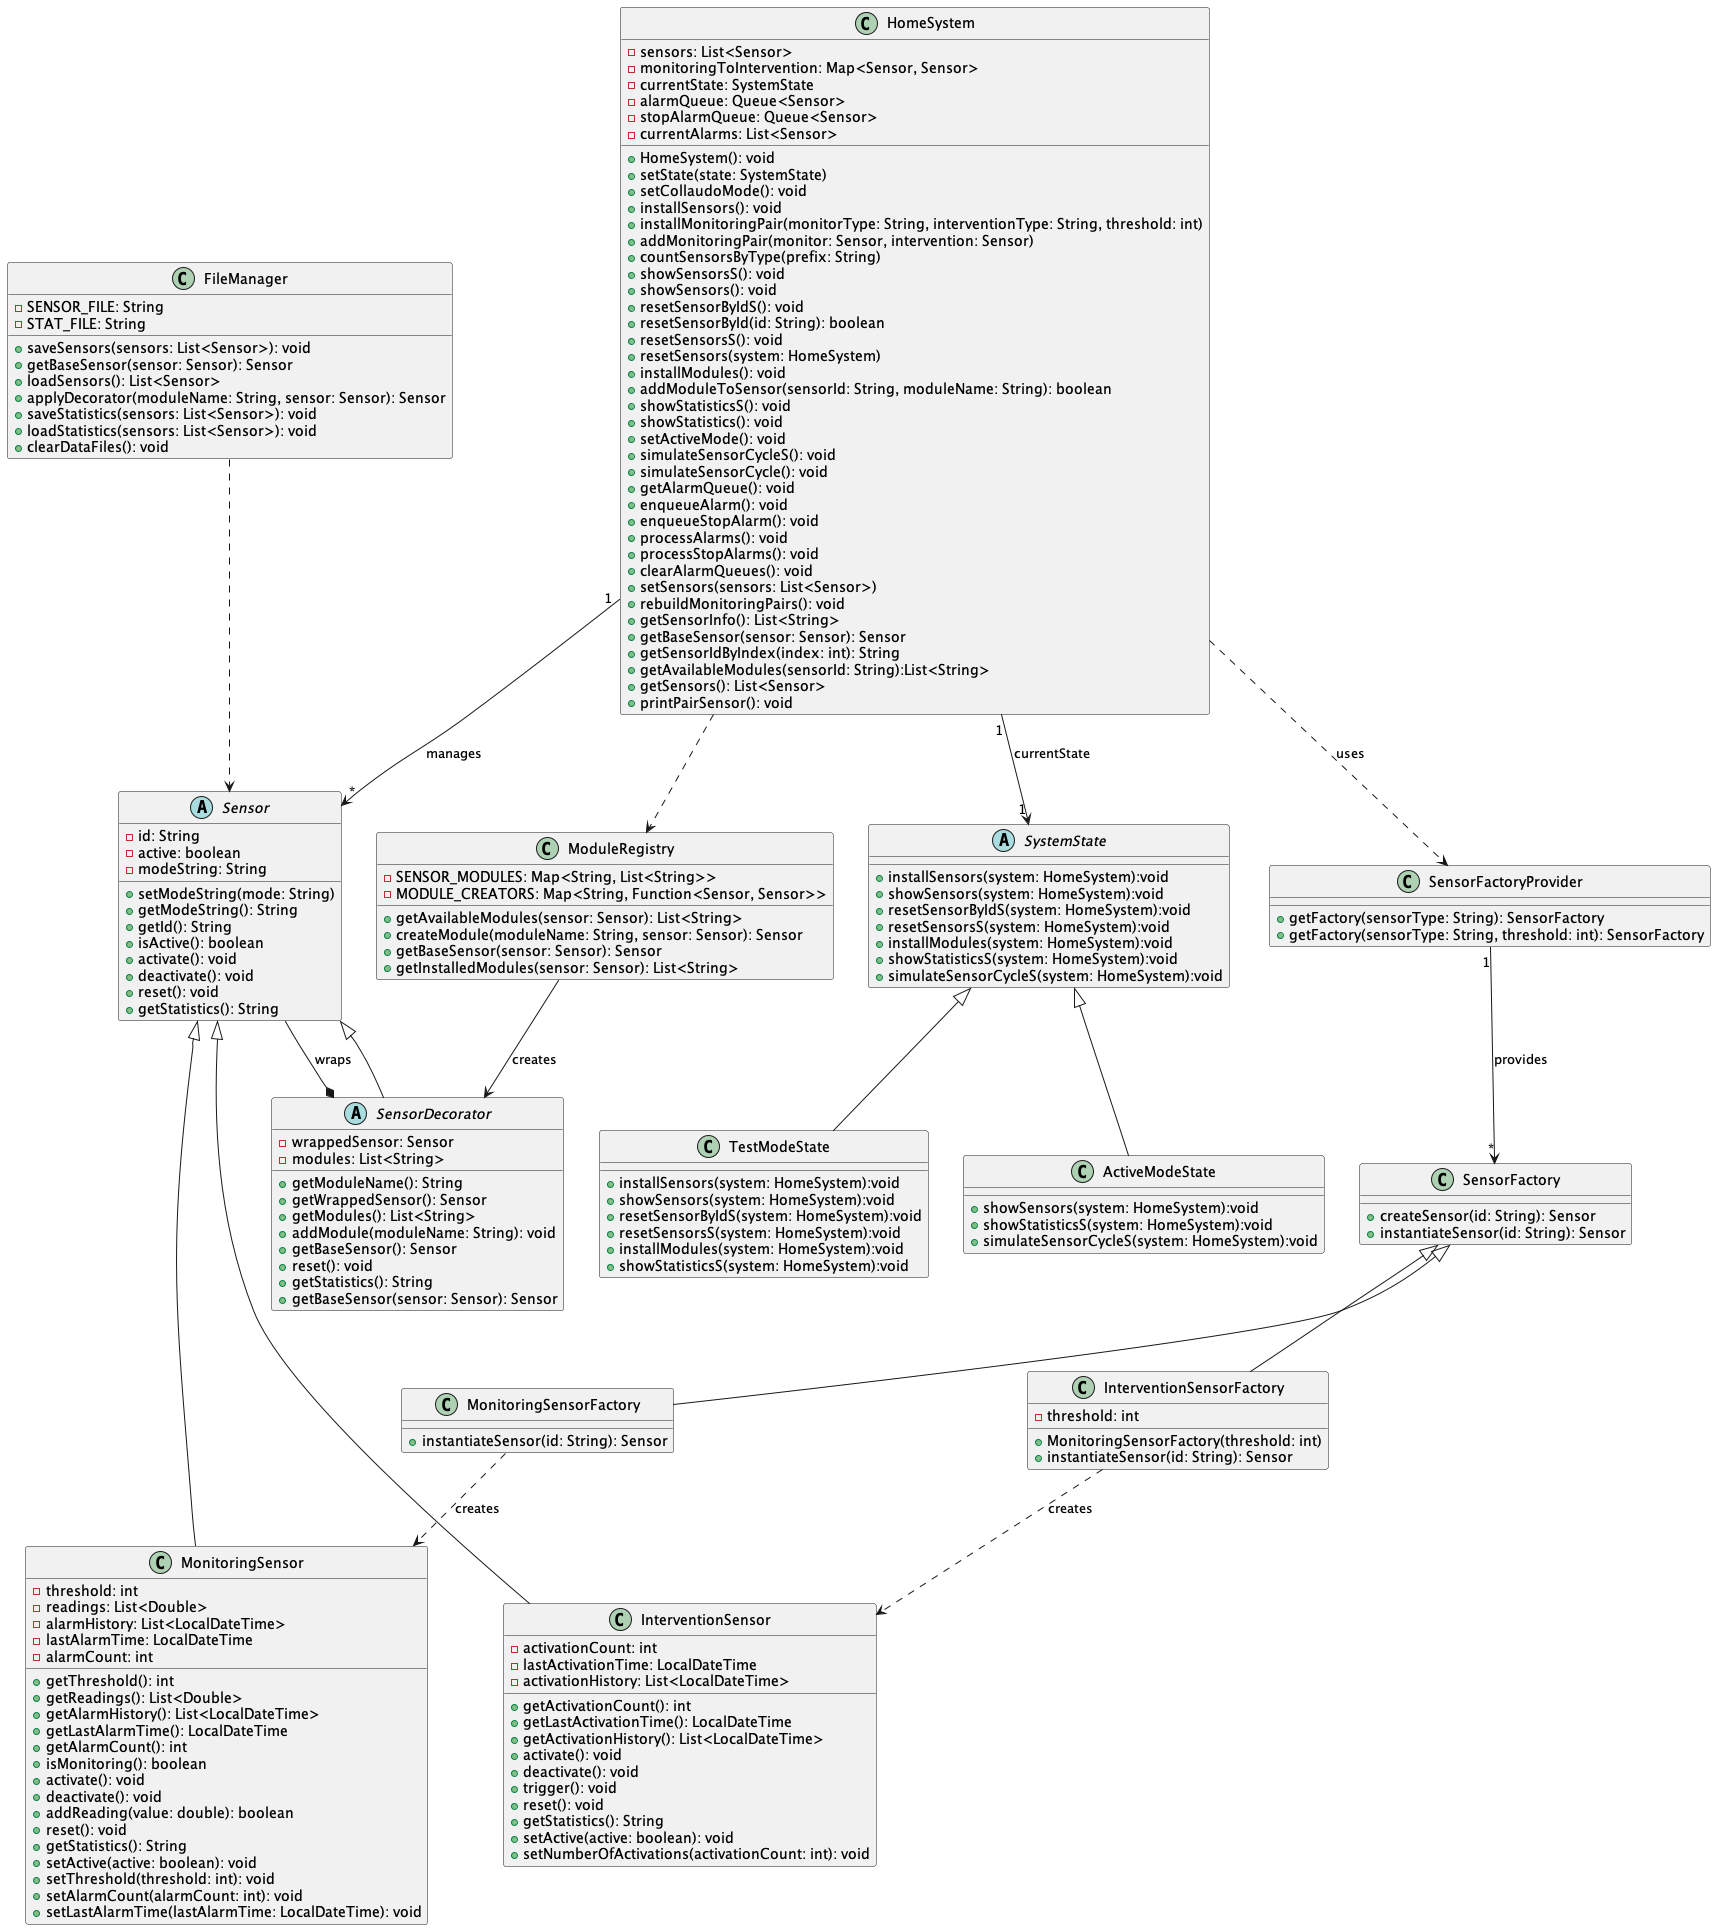 C HomeSystem
sensors: List<Sensor>
monitoringToIntervention: Map<Sensor, Sensor>
currentState: SystemState
alarmQueue: Queue<Sensor>
stopAlarmQueue: Queue<Sensor>
currentAlarms: List<Sensor>
HomeSystem(): void
setState(state: SystemState)
setCollaudoMode(): void
installSensors(): void
installMonitoringPair(monitorType: String, interventionType: String, threshold: int)
addMonitoringPair(monitor: Sensor, intervention: Sensor)
countSensorsByType(prefix: String)
showSensorsS(): void
showSensors(): void
resetSensorByIdS(): void
resetSensorById(id: String): boolean
resetSensorsS(): void
resetSensors(system: HomeSystem)
installModules(): void
addModuleToSensor(sensorId: String, moduleName: String): boolean
showStatisticsS(): void
showStatistics(): void
setActiveMode(): void
simulateSensorCycleS(): void
simulateSensorCycle(): void
getAlarmQueue(): void
enqueueAlarm(): void
enqueueStopAlarm(): void
processAlarms(): void
processStopAlarms(): void
clearAlarmQueues(): void
setSensors(sensors: List<Sensor>)
rebuildMonitoringPairs(): void
getSensorInfo(): List<String>
getBaseSensor(sensor: Sensor): Sensor
getSensorIdByIndex(index: int): String
getAvailableModules(sensorId: String):List<String>
getSensors(): List<Sensor>
printPairSensor(): void
C FileManager
SENSOR_FILE: String
STAT_FILE: String
saveSensors(sensors: List<Sensor>): void
getBaseSensor(sensor: Sensor): Sensor
loadSensors(): List<Sensor>
applyDecorator(moduleName: String, sensor: Sensor): Sensor
saveStatistics(sensors: List<Sensor>): void
loadStatistics(sensors: List<Sensor>): void
clearDataFiles(): void
1
manages
*
1
currentState
1
uses
A Sensor
id: String
active: boolean
modeString: String
setModeString(mode: String)
getModeString(): String
getId(): String
isActive(): boolean
activate(): void
deactivate(): void
reset(): void
getStatistics(): String
C ModuleRegistry
SENSOR_MODULES: Map<String, List<String>>
MODULE_CREATORS: Map<String, Function<Sensor, Sensor>>
getAvailableModules(sensor: Sensor): List<String>
createModule(moduleName: String, sensor: Sensor): Sensor
getBaseSensor(sensor: Sensor): Sensor
getInstalledModules(sensor: Sensor): List<String>
A SystemState
installSensors(system: HomeSystem):void
showSensors(system: HomeSystem):void
resetSensorByIdS(system: HomeSystem):void
resetSensorsS(system: HomeSystem):void
installModules(system: HomeSystem):void
showStatisticsS(system: HomeSystem):void
simulateSensorCycleS(system: HomeSystem):void
C SensorFactoryProvider
getFactory(sensorType: String): SensorFactory
getFactory(sensorType: String, threshold: int): SensorFactory
wraps
creates
1
provides
*
A SensorDecorator
wrappedSensor: Sensor
modules: List<String>
getModuleName(): String
getWrappedSensor(): Sensor
getModules(): List<String>
addModule(moduleName: String): void
getBaseSensor(): Sensor
reset(): void
getStatistics(): String
getBaseSensor(sensor: Sensor): Sensor
C TestModeState
installSensors(system: HomeSystem):void
showSensors(system: HomeSystem):void
resetSensorByIdS(system: HomeSystem):void
resetSensorsS(system: HomeSystem):void
installModules(system: HomeSystem):void
showStatisticsS(system: HomeSystem):void
C ActiveModeState
showSensors(system: HomeSystem):void
showStatisticsS(system: HomeSystem):void
simulateSensorCycleS(system: HomeSystem):void
C SensorFactory
createSensor(id: String): Sensor
instantiateSensor(id: String): Sensor
C MonitoringSensorFactory
instantiateSensor(id: String): Sensor
C InterventionSensorFactory
threshold: int
MonitoringSensorFactory(threshold: int)
instantiateSensor(id: String): Sensor
creates
creates
C MonitoringSensor
threshold: int
readings: List<Double>
alarmHistory: List<LocalDateTime>
lastAlarmTime: LocalDateTime
alarmCount: int
getThreshold(): int
getReadings(): List<Double>
getAlarmHistory(): List<LocalDateTime>
getLastAlarmTime(): LocalDateTime
getAlarmCount(): int
isMonitoring(): boolean
activate(): void
deactivate(): void
addReading(value: double): boolean
reset(): void
getStatistics(): String
setActive(active: boolean): void
setThreshold(threshold: int): void
setAlarmCount(alarmCount: int): void
setLastAlarmTime(lastAlarmTime: LocalDateTime): void
C InterventionSensor
activationCount: int
lastActivationTime: LocalDateTime
activationHistory: List<LocalDateTime>
getActivationCount(): int
getLastActivationTime(): LocalDateTime
getActivationHistory(): List<LocalDateTime>
activate(): void
deactivate(): void
trigger(): void
reset(): void
getStatistics(): String
setActive(active: boolean): void
setNumberOfActivations(activationCount: int): void